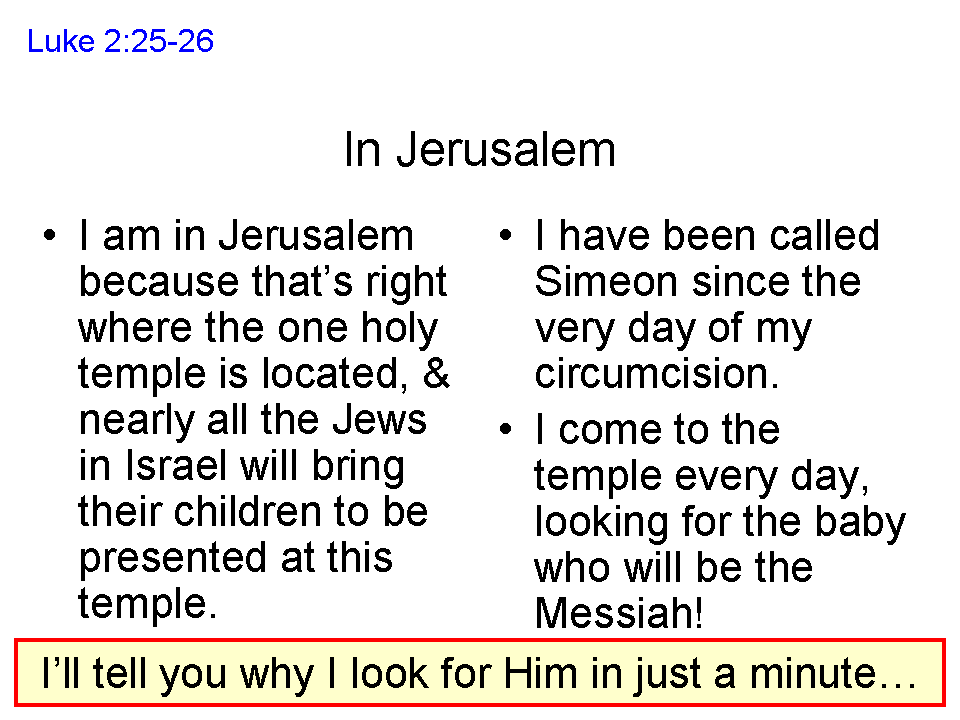 Luke 2:25-26
In Jerusalem
• I am in Jerusalem
because that’s right
where the one holy
temple is located, &
nearly all the Jews
in Israel will bring
their children to be
presented at this
temple.
• I have been called
Simeon since the
very day of my
circumcision.
• I come to the
temple every day,
looking for the baby
who will be the
Messiah!
I’ll tell you why I look for Him in just a minute…